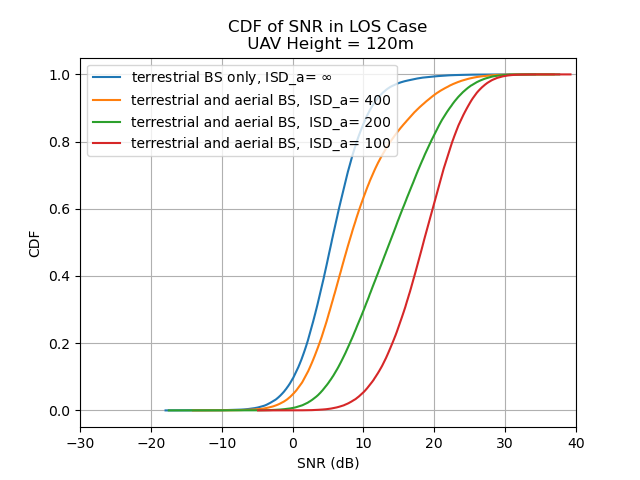 CDF of SNR in LOS Case
UAV Height = 120m
terrestrial BS only, ISD_a= ∞
terrestrial and aerial BS,  ISD_a= 400
terrestrial and aerial BS,  ISD_a= 200
terrestrial and aerial BS,  ISD_a= 100
1.0
0.8
0.6
0.4
0.2
0.0
CDF
−30 −20 −10 0 10 20 30 40
SNR (dB)